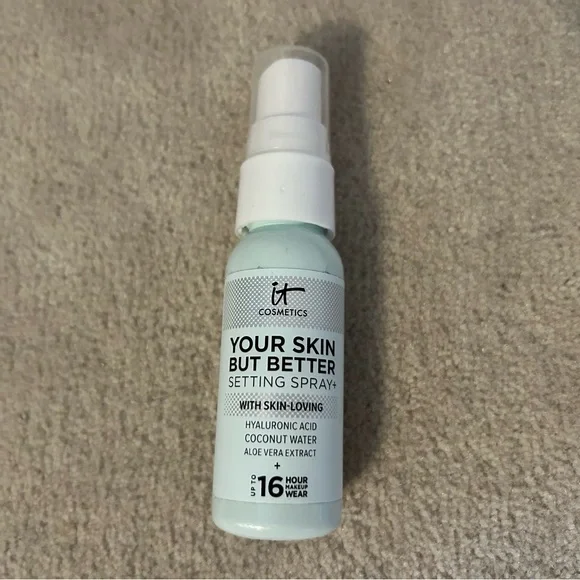 it
COSMETICS
YOUR SKIN
BUT BETTER
SETTING SPRAY+
WITH SKIN-LOVING
HYALURONIC ACID
COCONUT WATER
ALOE VERA EXTRACT
+
UP TO 16 HOUR
MAKEUP
WEAR